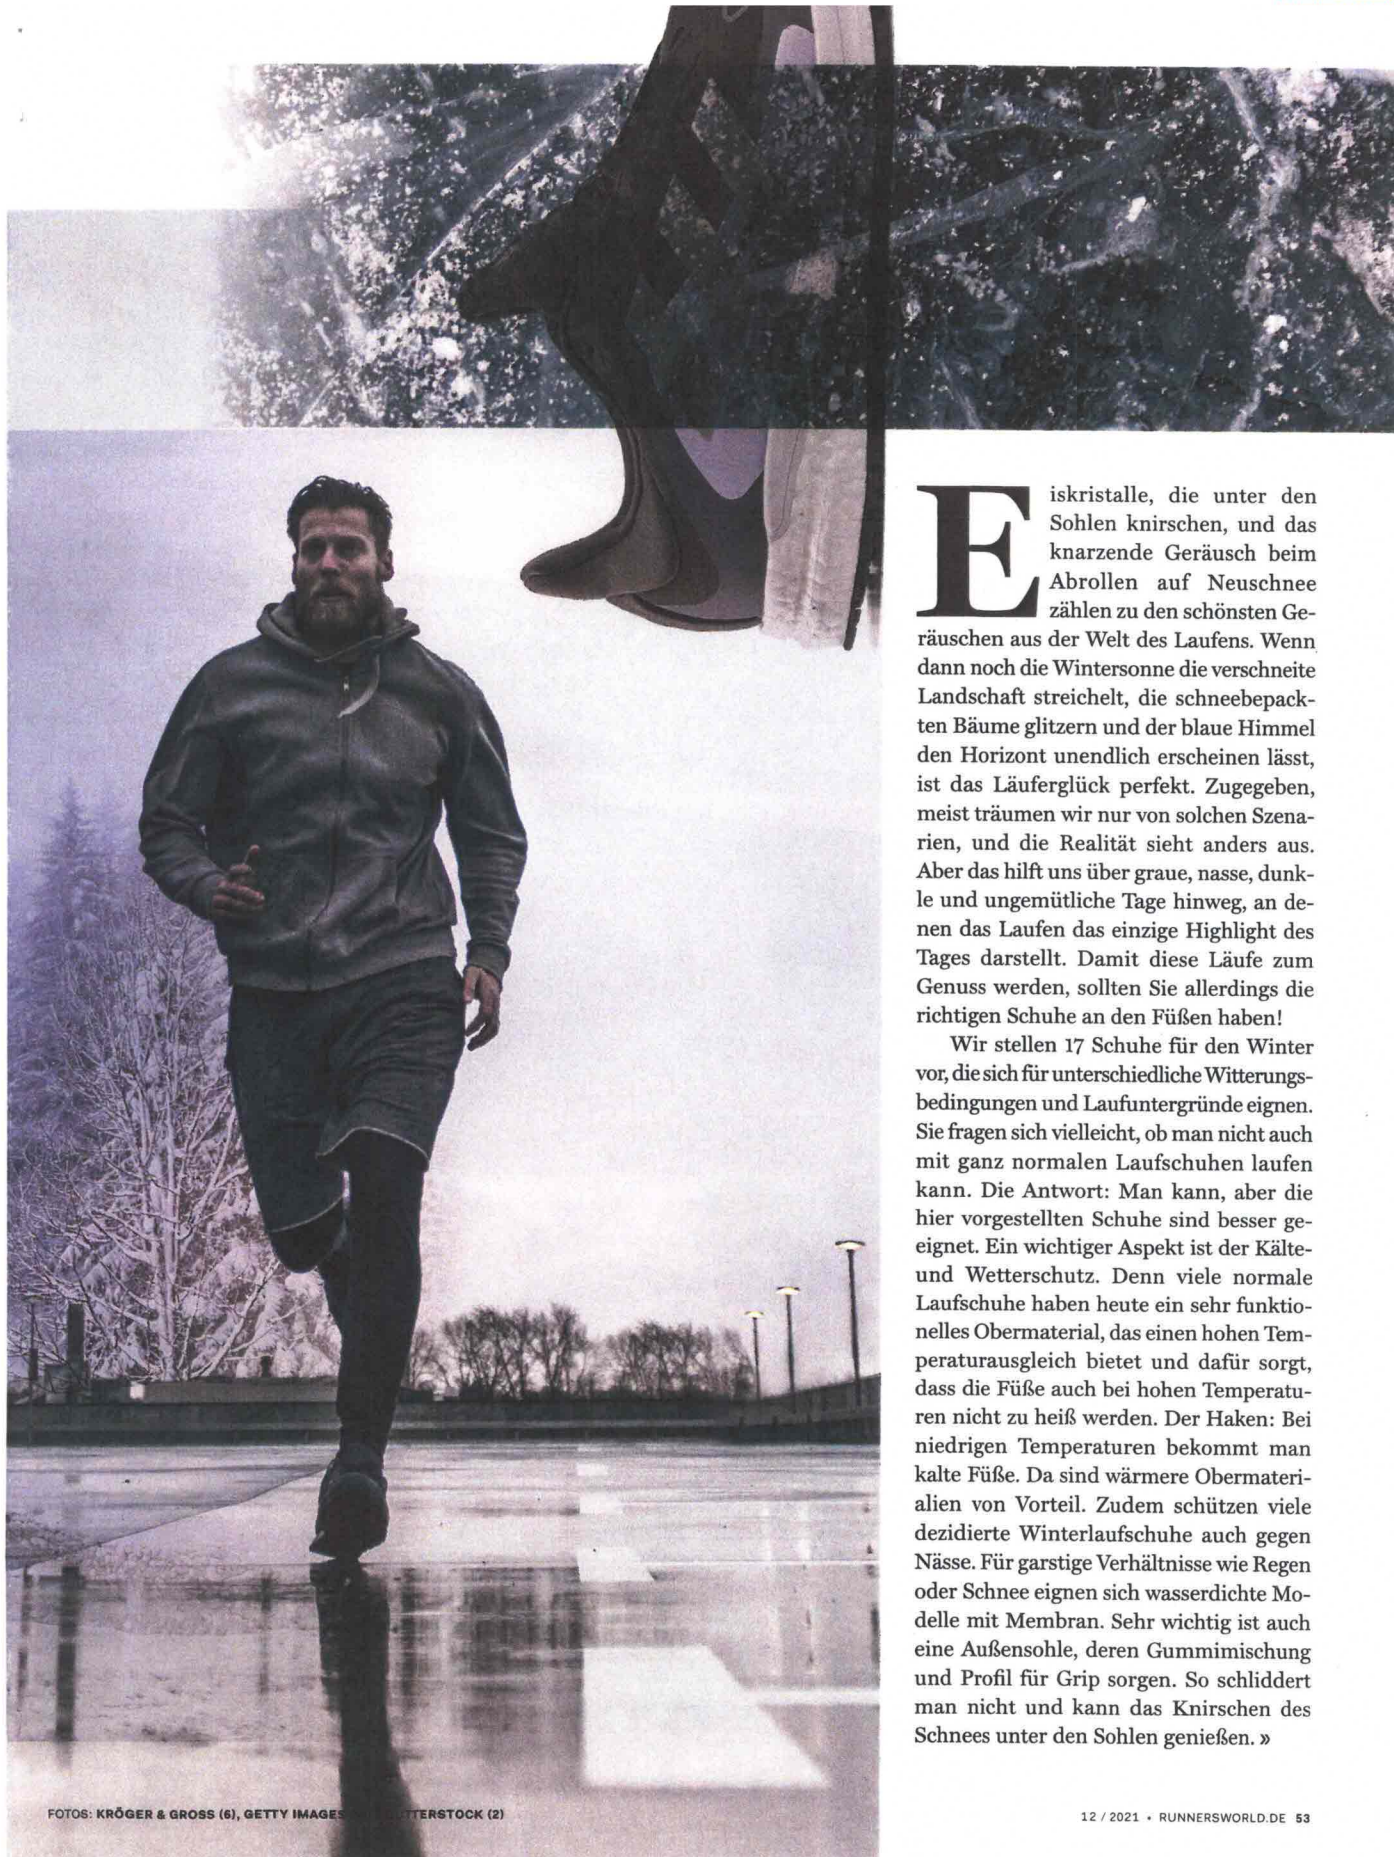 Eiskristalle, die unter den
Sohlen knirschen, und das
knarzende Geräusch beim
Abrollen auf Neuschnee
zählen zu den schönsten Ge-
räuschen aus der Welt des Laufens. Wenn
dann noch die Wintersonne die verschneite
Landschaft streichelt, die schneebepack-
ten Bäume glitzern und der blaue Himmel
den Horizont unendlich erscheinen lässt,
ist das Läuferglück perfekt. Zugegeben,
meist träumen wir nur von solchen Szena-
rien, und die Realität sieht anders aus.
Aber das hilft uns über graue, nasse, dunk-
le und ungemütliche Tage hinweg, an de-
nen das Laufen das einzige Highlight des
Tages darstellt. Damit diese Läufe zum
Genuss werden, sollten Sie allerdings die
richtigen Schuhe an den Füßen haben!
Wir stellen 17 Schuhe für den Winter
vor, die sich für unterschiedliche Witterungs-
bedingungen und Laufuntergründe eignen.
Sie fragen sich vielleicht, ob man nicht auch
mit ganz normalen Laufschuhen laufen
kann. Die Antwort: Man kann, aber die
hier vorgestellten Schuhe sind besser ge-
eignet. Ein wichtiger Aspekt ist der Kälte-
und Wetterschutz. Denn viele normale
Laufschuhe haben heute ein sehr funktio-
nelles Obermaterial, das einen hohen Tem-
peraturausgleich bietet und dafür sorgt,
dass die Füße auch bei hohen Temperatu-
ren nicht zu heiß werden. Der Haken: Bei
niedrigen Temperaturen bekommt man
kalte Füße. Da sind wärmere Obermateri-
alien von Vorteil. Zudem schützen viele
dezidierte Winterlaufschuhe auch gegen
Nässe. Für garstige Verhältnisse wie Regen
oder Schnee eignen sich wasserdichte Mo-
delle mit Membran. Sehr wichtig ist auch
eine Außensohle, deren Gummimischung
und Profil für Grip sorgen. So schliddert
man nicht und kann das Knirschen des
Schnees unter den Sohlen genießen. »
FOTOS: KRÖGER & GROSS (6), GETTY IMAGES (2)
12 / 2021 • RUNNERSWORLD.DE 53